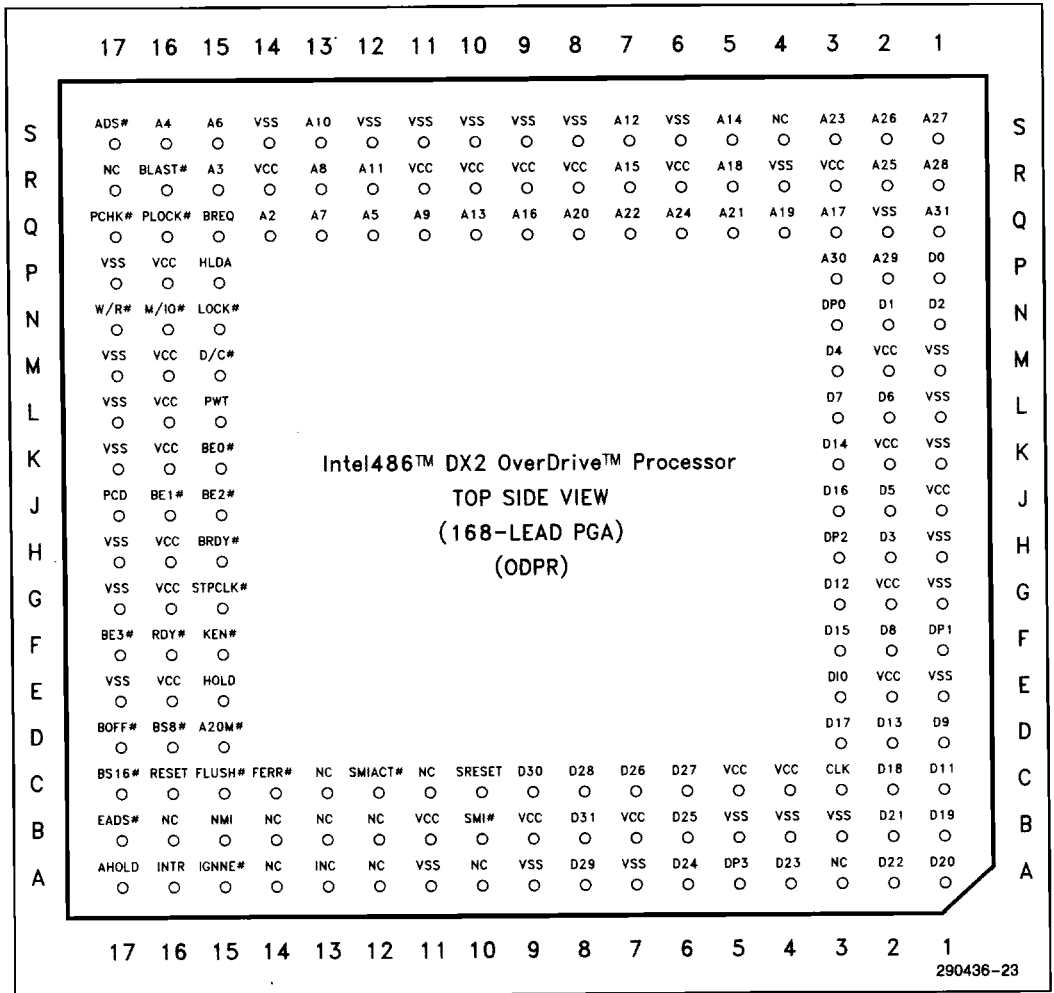 17 16 15 14 13 12 11 10 9 8 7 6 5 4 3 2 1
S ADS# A4 A6 VSS A10 VSS VSS VSS VSS VSS A12 VSS A14 NC A23 A26 A27 S
R NC BLAST# A3 VCC A8 A11 VCC VCC VCC VCC A15 VCC A18 VSS VCC A25 A28 R
Q PCHK# PLOCK# BREQ A2 A7 A5 A9 A13 A16 A20 A22 A24 A21 A19 A17 VSS A31 Q
P VSS VCC HLDA A30 A29 D0 P
N W/R# M/IO# LOCK# DP0 D1 D2 N
M VSS VCC D/C# D4 VCC VSS M
L VSS VCC PWT D7 D6 VSS L
K VSS VCC BE0# Intel486™ DX2 OverDrive™ Processor D14 VCC VSS K
J PCD BE1# BE2# TOP SIDE VIEW D16 D5 VCC J
(168-LEAD PGA)
H VSS VCC BRDY# DP2 D3 VSS H
(ODPR)
G VSS VCC STPCLK# D12 VCC VSS G
F BE3# RDY# KEN# D15 D8 DP1 F
E VSS VCC HOLD DI0 VCC VSS E
D BOFF# BS8# A20M# D17 D13 D9 D
C BS16# RESET FLUSH# FERR# NC SMIACT# NC SRESET D30 D28 D26 D27 VCC VCC CLK D18 D11 C
B EADS# NC NMI NC NC NC VCC SMI# VCC D31 VCC D25 VSS VSS VSS D21 D19 B
A AHOLD INTR IGNNE# NC INC NC VSS NC VSS D29 VSS D24 DP3 D23 NC D22 D20 A
17 16 15 14 13 12 11 10 9 8 7 6 5 4 3 2 1
290436-23